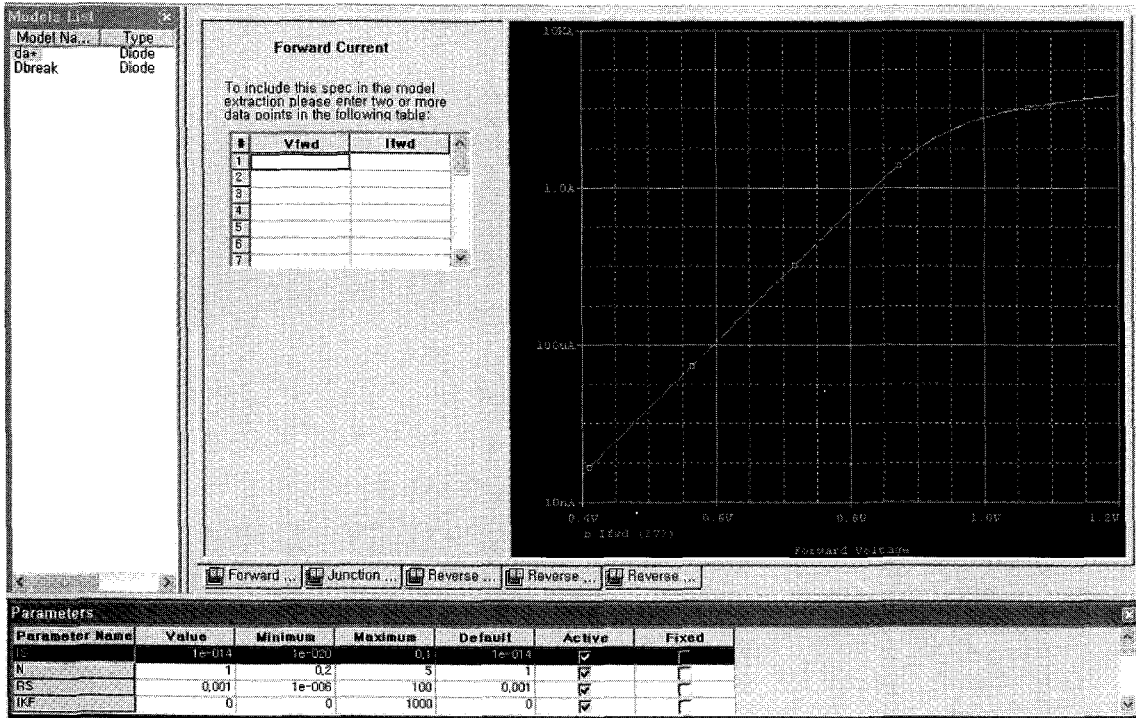 Models List
Model Na... Type
da* Diode
Dbreak Diode
Forward Current
To include this spec in the model
extraction please enter two or more
data points in the following table:
# Vfwd Ifwd
1
2
3
4
5
6
7
1.0A
100uA
0.4V 0.6V 0.8V 1.0V 1.2V
Ifwd (27?)
Forward Voltage
Forward ... Junction ... Reverse ... Reverse ... Reverse ...
Parameters
Parameter Name Value Minimum Maximum Default Active Fixed
IS 1e-014 1e-020 0,1 1e-014
N 1 0,2 5 1
RS 0,001 1e-006 100 0,001
IKF 0 0 1000 0